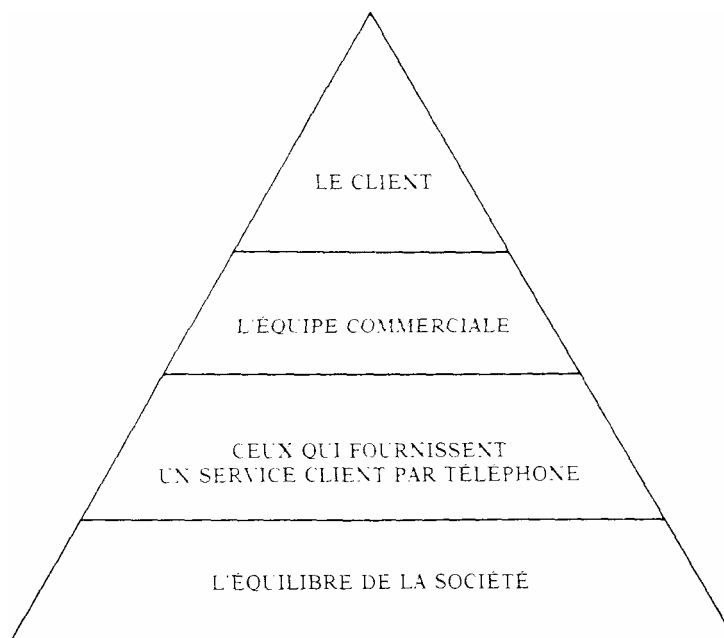 LE CLIENT
L'ÉQUIPE COMMERCIALE
CEUX QUI FOURNISSENT
UN SERVICE CLIENT PAR TÉLÉPHONE
L'ÉQUILIBRE DE LA SOCIÉTÉ